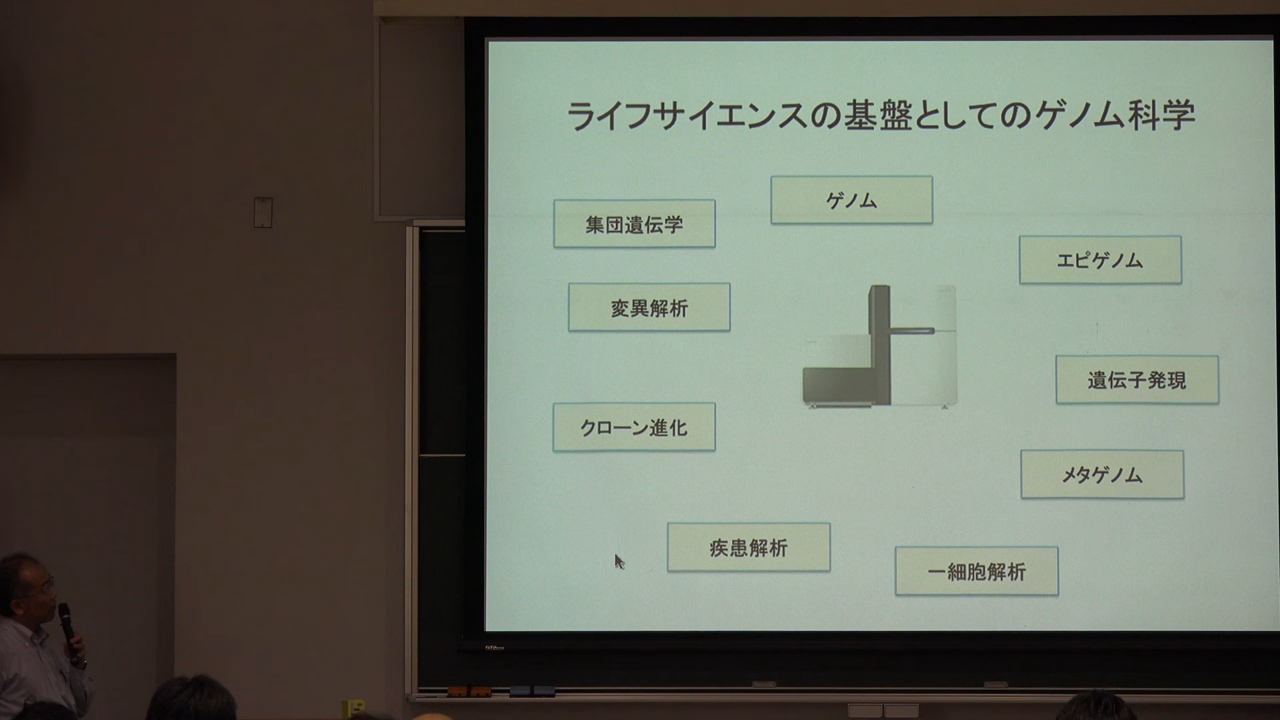 ライフサイエンスの基盤としてのゲノム科学
ゲノム
集団遺伝学
エピゲノム
変異解析
遺伝子発現
クローン進化
メタゲノム
疾患解析
一細胞解析